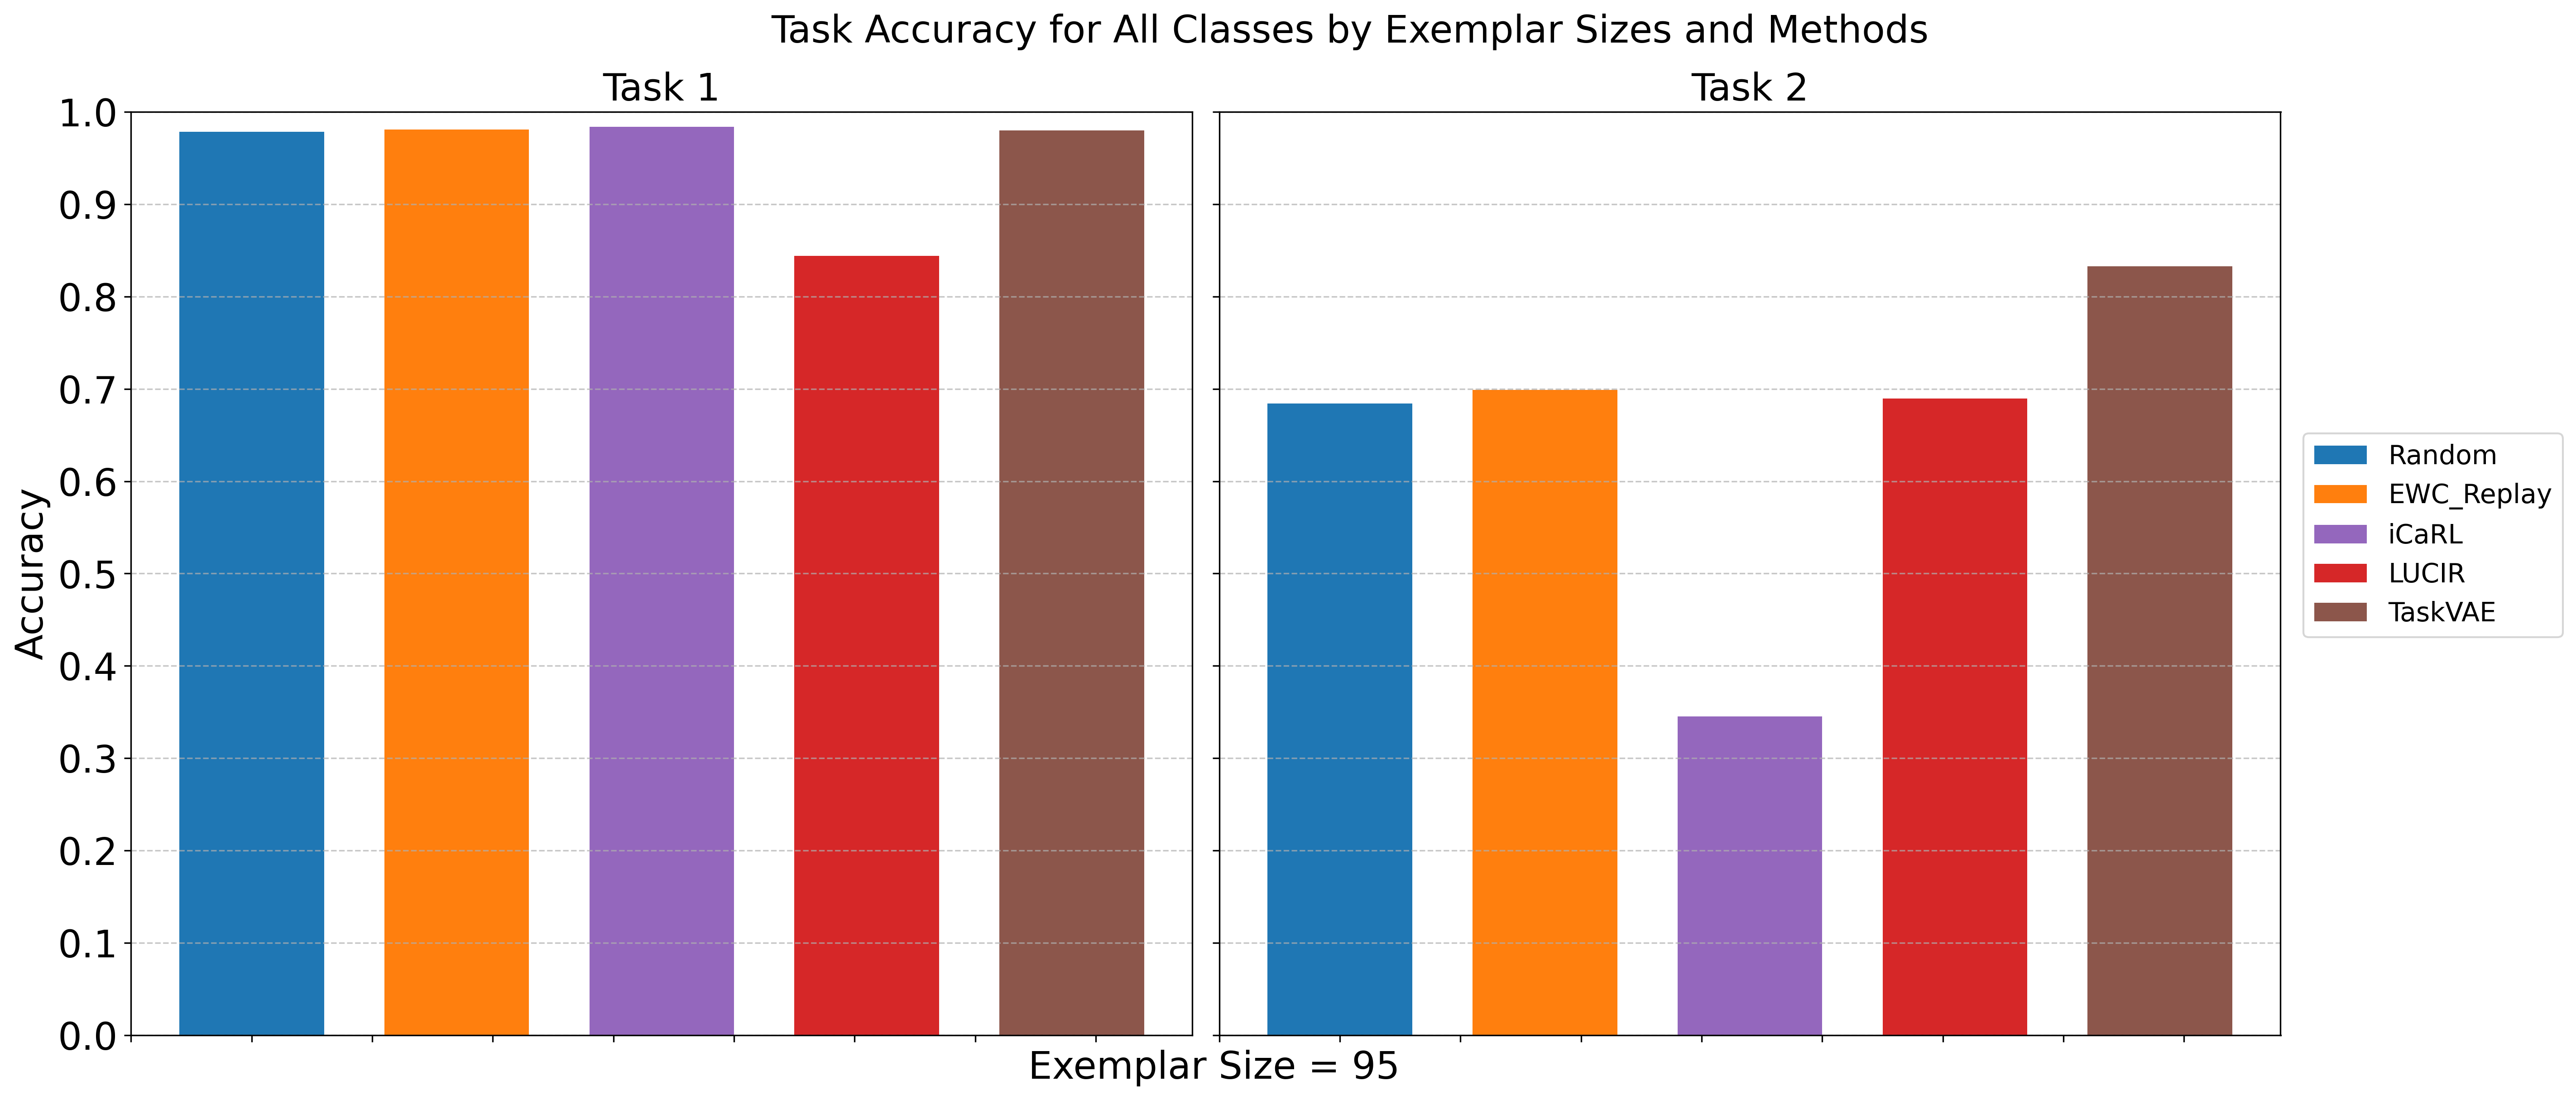 Task Accuracy for All Classes by Exemplar Sizes and Methods
Task 1
Task 2
Accuracy
1.0
0.9
0.8
0.7
0.6
0.5
0.4
0.3
0.2
0.1
0.0
Exemplar Size = 95
Random
EWC_Replay
iCaRL
LUCIR
TaskVAE